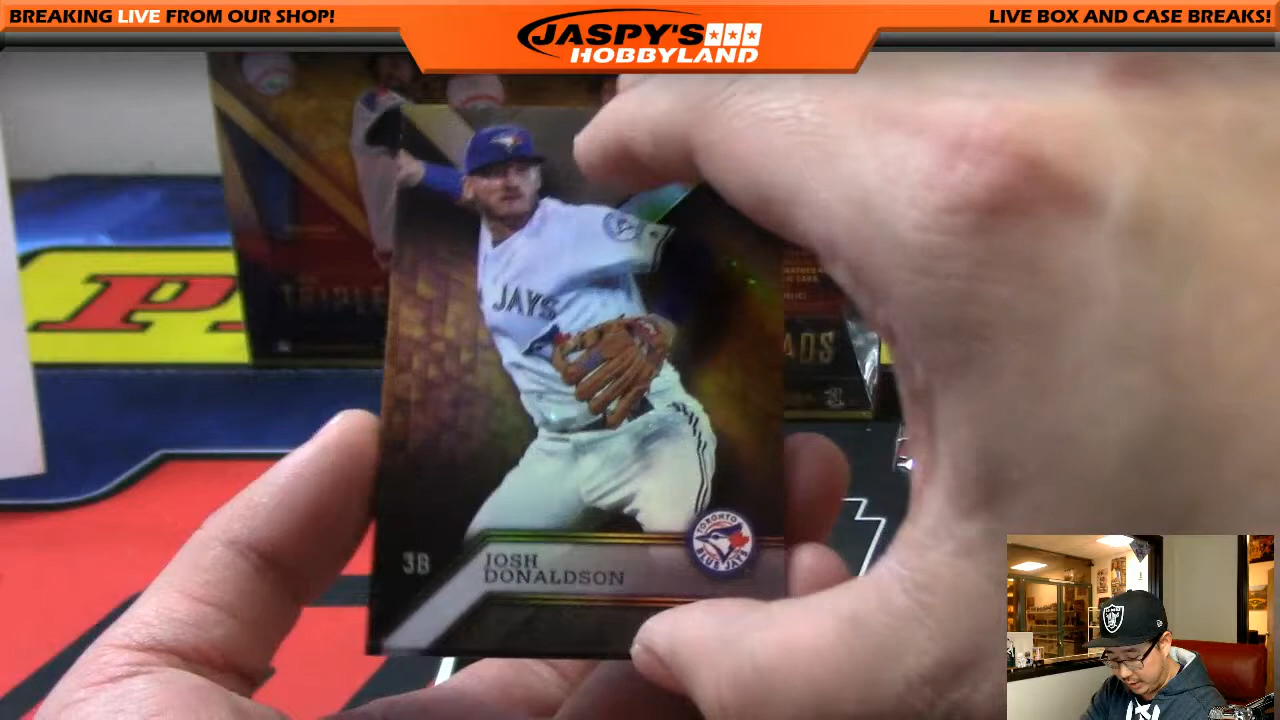 BREAKING LIVE FROM OUR SHOP!
JASPY'S
HOBBYLAND
LIVE BOX AND CASE BREAKS!
JAYS
TRIPLE
P
3B
JOSH
DONALDSON
TORONTO
BLUE JAYS